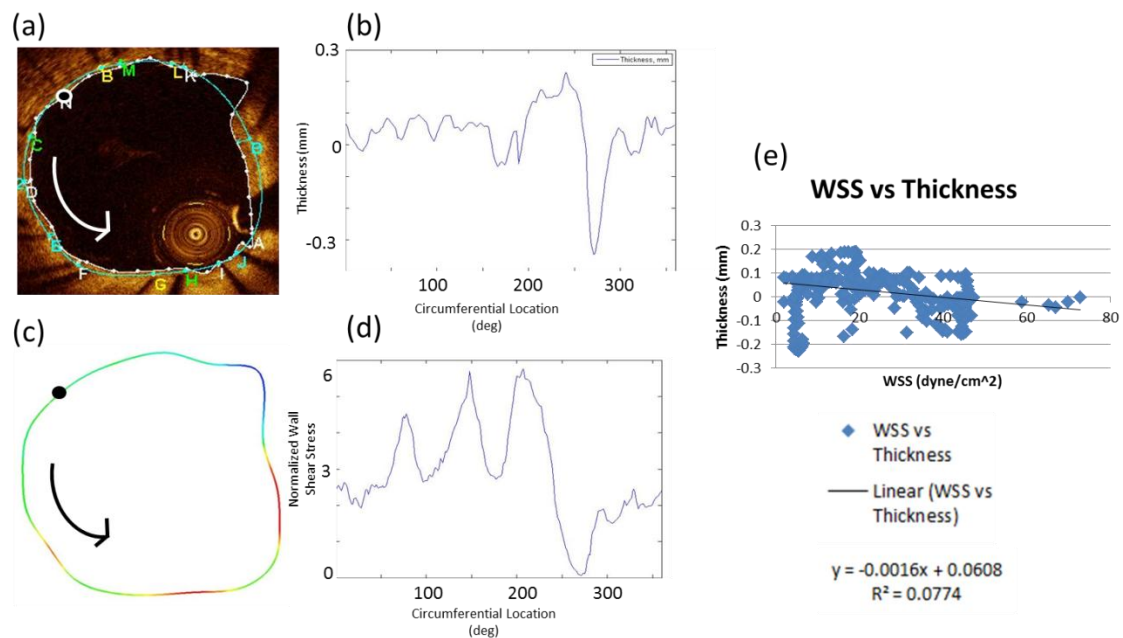 (a)
B
M
L
K
N
C
B
D
E
F
G
H
I
J
A
(b)
0.3
0
-0.3
Thickness, mm
Thickness (mm)
100
200
300
Circumferential Location
(deg)
(c)
(d)
6
3
0
Normalized Wall
Shear Stress
100
200
300
Circumferential Location
(deg)
(e)
WSS vs Thickness
0.3
0.2
0.1
0
-0.1
-0.2
-0.3
Thickness (mm)
0
20
40
60
80
WSS (dyne/cm^2)
WSS vs
Thickness
Linear (WSS vs
Thickness)
y = -0.0016x + 0.0608
R² = 0.0774